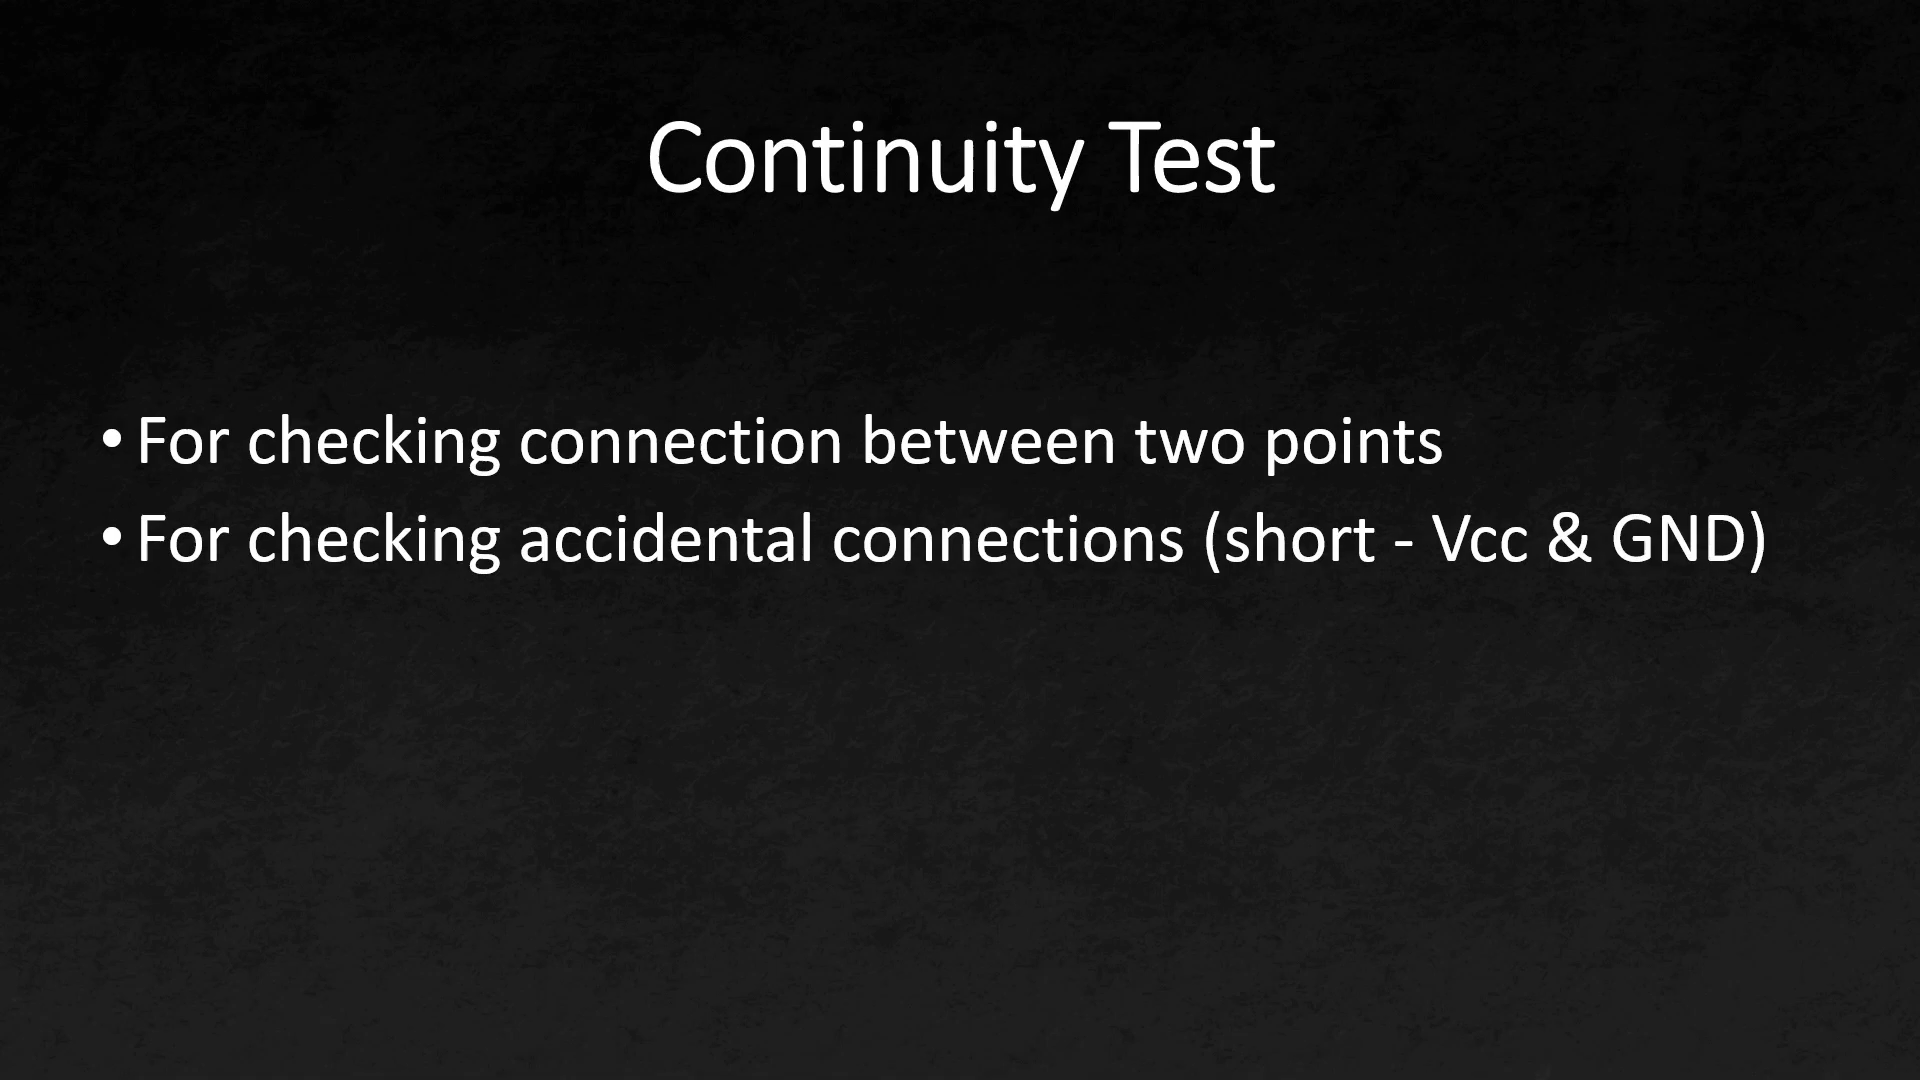 Continuity Test
• For checking connection between two points
• For checking accidental connections (short - Vcc & GND)